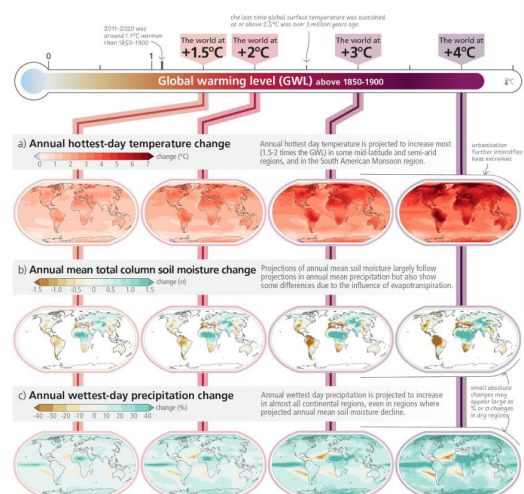 2011-2020 was
around 1.1°C warmer
than 1850-1900
the last time global surface temperature was sustained
at or above 2.5°C was over 3 million years ago
The world at
+1.5°C
The world at
+2°C
The world at
+3°C
The world at
+4°C
0
1
°C
Global warming level (GWL) above 1850-1900
a) Annual hottest-day temperature change
change (°C)
0 1 2 3 4 5 6 7
Annual hottest day temperature is projected to increase most
(1.5-2 times the GWL) in some mid-latitude and semi-arid
regions, and in the South American Monsoon region.
urbanisation
further intensifies
heat extremes
b) Annual mean total column soil moisture change
change (σ)
-1.5 -1.0 -0.5 0 0.5 1.0 1.5
Projections of annual mean soil moisture largely follow
projections in annual mean precipitation but also show
some differences due to the influence of evapotranspiration.
c) Annual wettest-day precipitation change
change (%)
-40 -30 -20 -10 0 10 20 30 40
Annual wettest day precipitation is projected to increase
in almost all continental regions, even in regions where
projected annual mean soil moisture decline.
small absolute
changes may
appear large as
% or σ changes
in dry regions